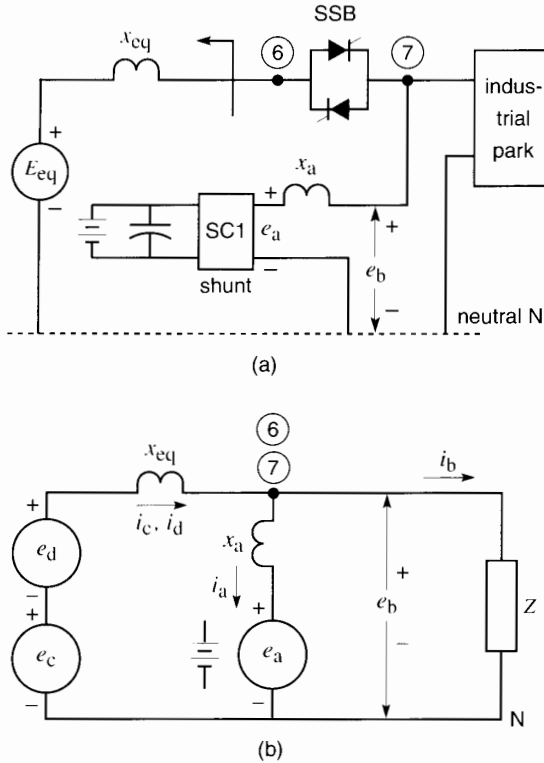 SSB
x_eq
6
7
indus-
trial
park
+
E_eq
−
x_a
+
SC1
e_a
−
shunt
+
e_b
−
neutral N
(a)
6
7
x_eq
i_b
i_c, i_d
+
e_d
−
x_a
i_a
+
e_c
−
+
e_a
−
+
e_b
−
Z
N
(b)